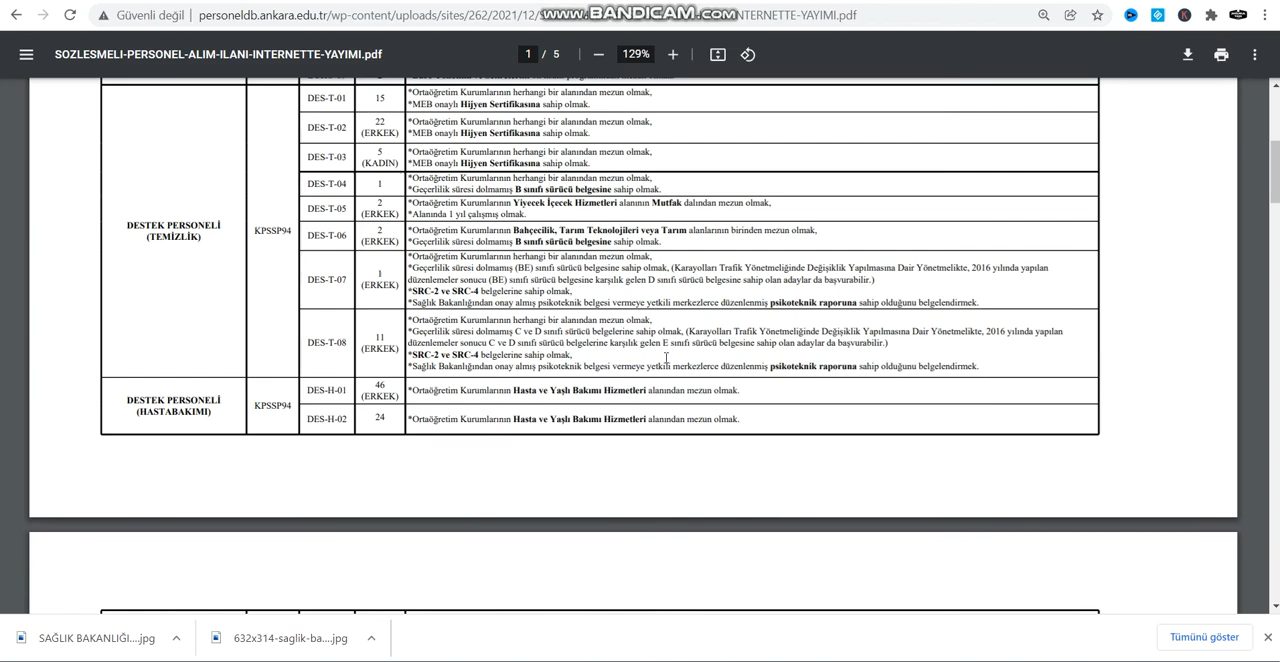 Güvenli değil | personeldb.ankara.edu.tr/wp-content/uploads/sites/262/2021/12/
www.BANDICAM.com
NTERNETTE-YAYIMI.pdf
SOZLESMELI-PERSONEL-ALIM-ILANI-INTERNETTE-YAYIMI.pdf
1 / 5
129%
DESTEK PERSONELİ
(TEMİZLİK)
KPSSP94
DES-T-01
15
*Ortaöğretim Kurumlarının herhangi bir alanından mezun olmak,
*MEB onaylı Hijyen Sertifikasına sahip olmak.
DES-T-02
22
(ERKEK)
*Ortaöğretim Kurumlarının herhangi bir alanından mezun olmak,
*MEB onaylı Hijyen Sertifikasına sahip olmak.
DES-T-03
5
(KADIN)
*Ortaöğretim Kurumlarının herhangi bir alanından mezun olmak,
*MEB onaylı Hijyen Sertifikasına sahip olmak.
DES-T-04
1
*Ortaöğretim Kurumlarının herhangi bir alanından mezun olmak,
*Geçerlilik süresi dolmamış B sınıfı sürücü belgesine sahip olmak.
DES-T-05
2
(ERKEK)
*Ortaöğretim Kurumlarının Yiyecek İçecek Hizmetleri alanının Mutfak dalından mezun olmak,
*Alanında 1 yıl çalışmış olmak.
DES-T-06
2
(ERKEK)
*Ortaöğretim Kurumlarının Bahçecilik, Tarım Teknolojileri veya Tarım alanlarının birinden mezun olmak,
*Geçerlilik süresi dolmamış B sınıfı sürücü belgesine sahip olmak.
DES-T-07
1
(ERKEK)
*Ortaöğretim Kurumlarının herhangi bir alanından mezun olmak,
*Geçerlilik süresi dolmamış (BE) sınıfı sürücü belgesine sahip olmak, (Karayolları Trafik Yönetmeliğinde Değişiklik Yapılmasına Dair Yönetmelikte, 2016 yılında yapılan
düzenlemeler sonucu (BE) sınıfı sürücü belgesine karşılık gelen D sınıfı sürücü belgesine sahip olan adaylar da başvurabilir.)
*SRC-2 ve SRC-4 belgelerine sahip olmak,
*Sağlık Bakanlığından onay almış psikoteknik belgesi vermeye yetkili merkezlerce düzenlenmiş psikoteknik raporuna sahip olduğunu belgelendirmek.
DES-T-08
11
(ERKEK)
*Ortaöğretim Kurumlarının herhangi bir alanından mezun olmak,
*Geçerlilik süresi dolmamış C ve D sınıfı sürücü belgelerine sahip olmak, (Karayolları Trafik Yönetmeliğinde Değişiklik Yapılmasına Dair Yönetmelikte, 2016 yılında yapılan
düzenlemeler sonucu C ve D sınıfı sürücü belgelerine karşılık gelen E sınıfı sürücü belgesine sahip olan adaylar da başvurabilir.)
*SRC-2 ve SRC-4 belgelerine sahip olmak,
*Sağlık Bakanlığından onay almış psikoteknik belgesi vermeye yetkili merkezlerce düzenlenmiş psikoteknik raporuna sahip olduğunu belgelendirmek.
DESTEK PERSONELİ
(HASTABAKIMI)
KPSSP94
DES-H-01
46
(ERKEK)
*Ortaöğretim Kurumlarının Hasta ve Yaşlı Bakımı Hizmetleri alanından mezun olmak.
DES-H-02
24
*Ortaöğretim Kurumlarının Hasta ve Yaşlı Bakımı Hizmetleri alanından mezun olmak.
SAĞLIK BAKANLIĞI....jpg
632x314-saglik-ba....jpg
Tümünü göster